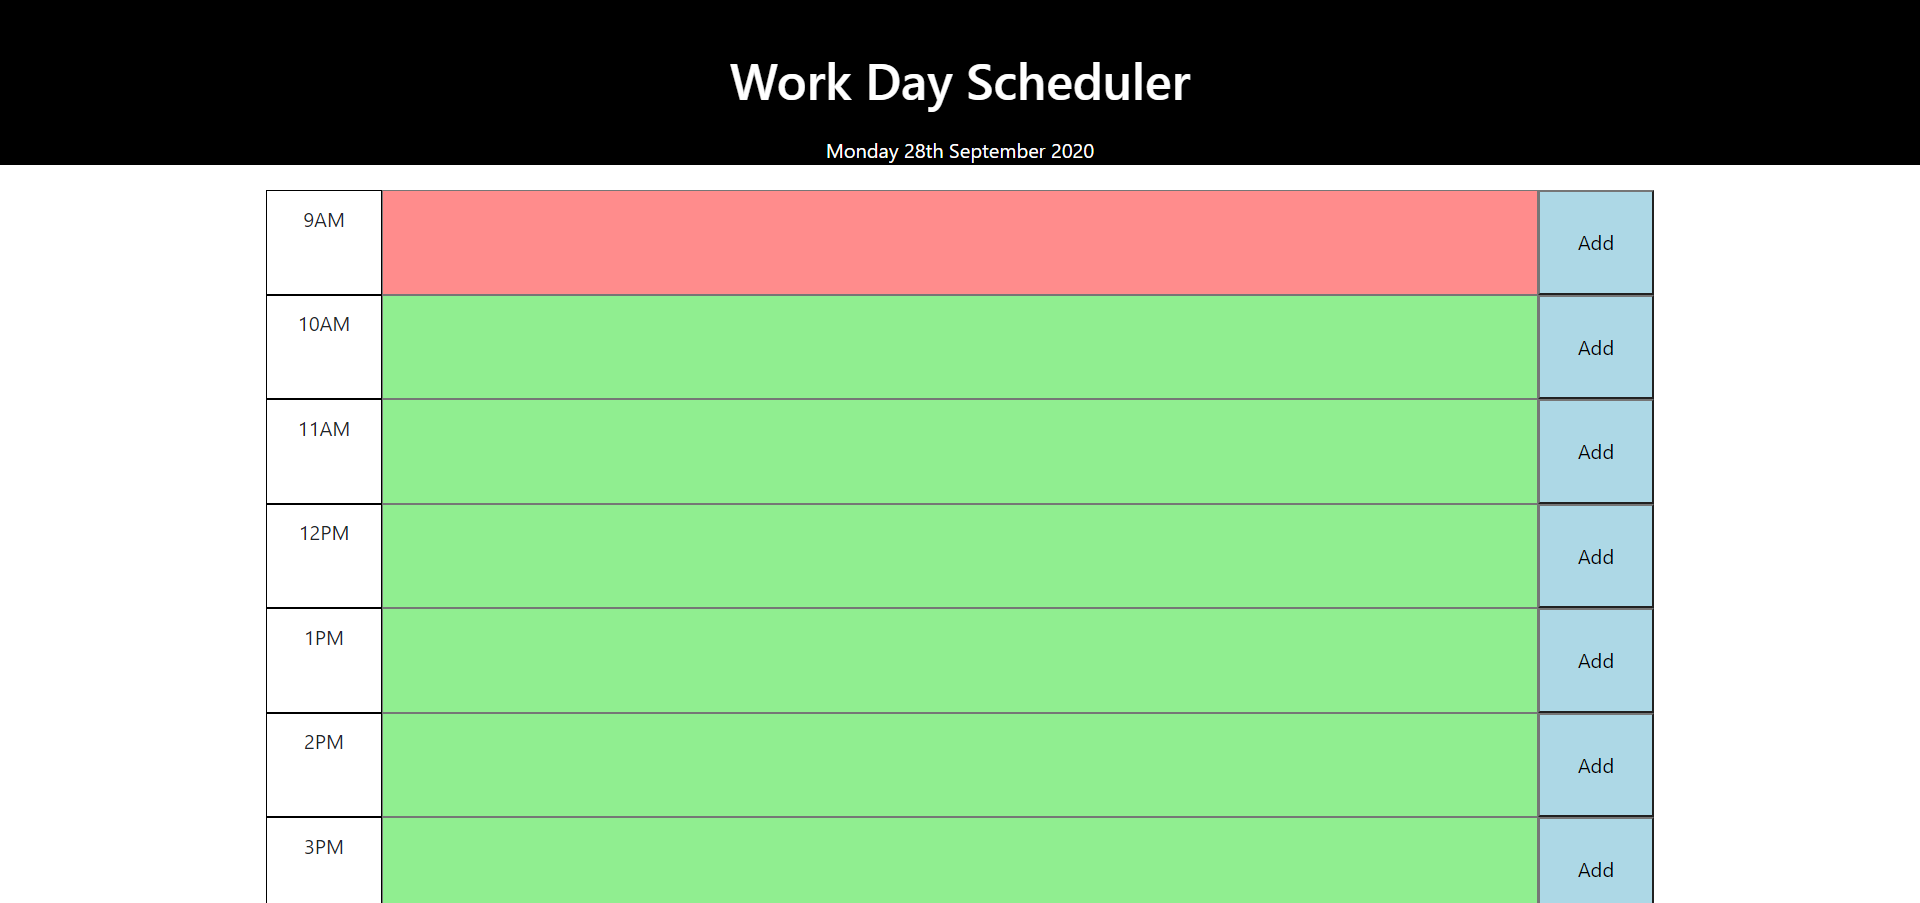 Work Day Scheduler
Monday 28th September 2020
9AM Add
10AM Add
11AM Add
12PM Add
1PM Add
2PM Add
3PM Add